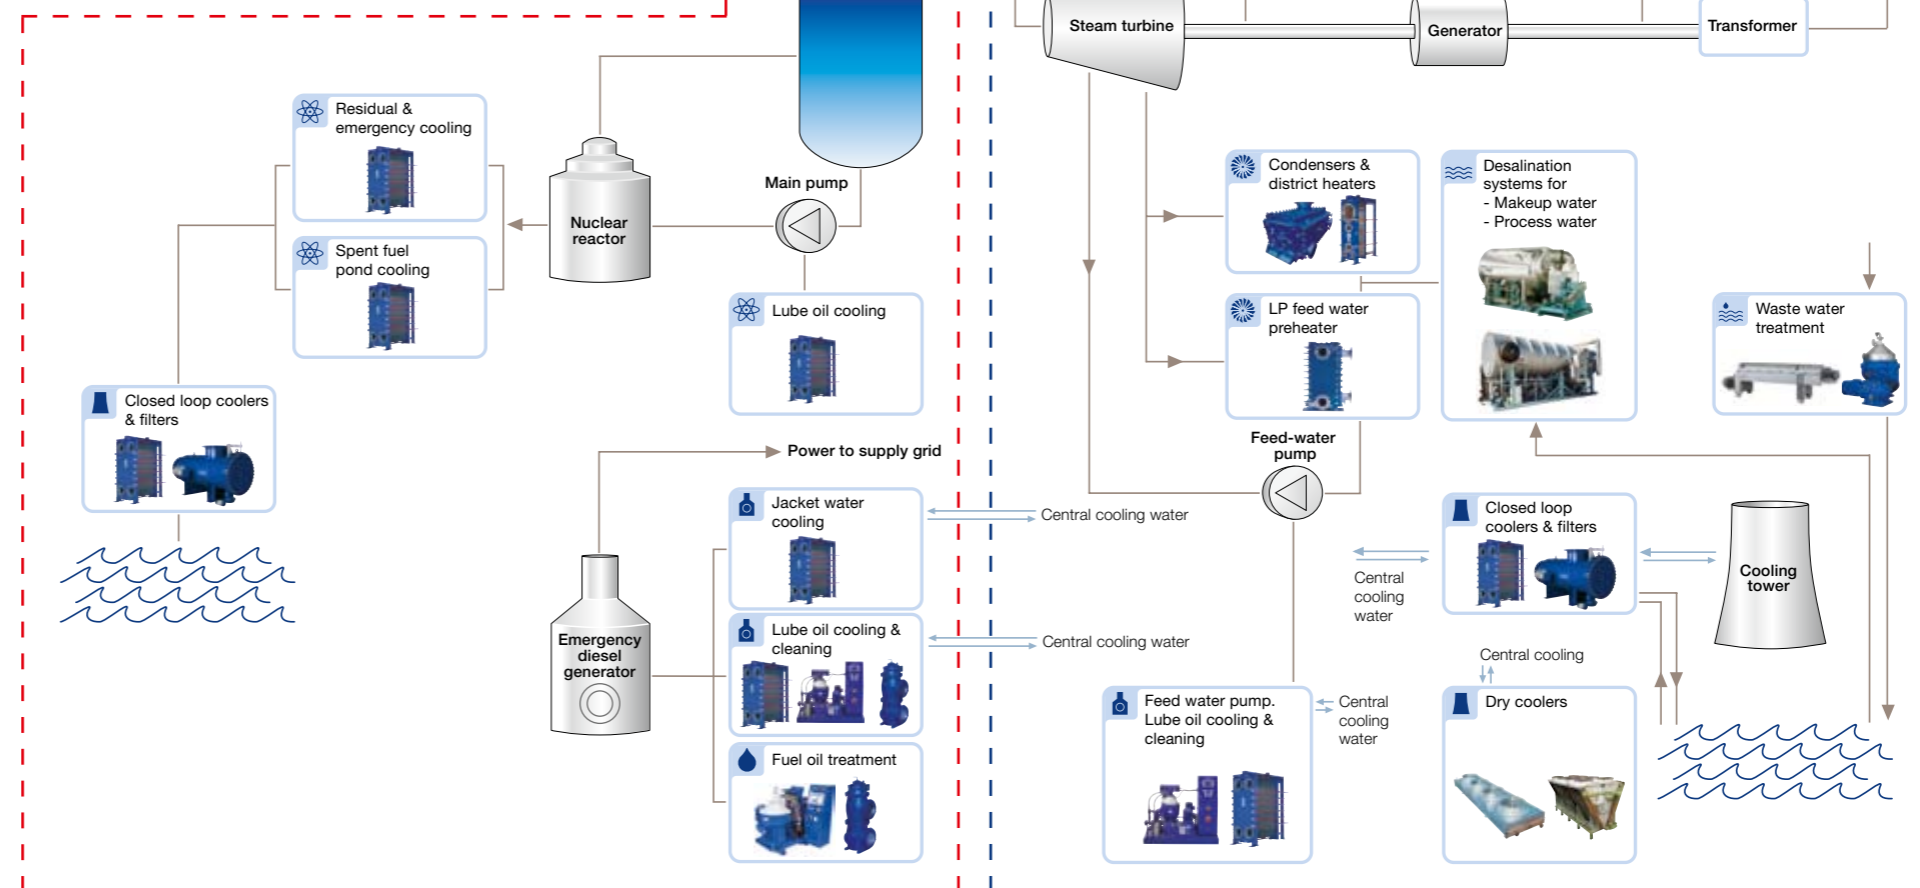 Steam turbine
Generator
Transformer
Residual &
emergency cooling
Spent fuel
pond cooling
Nuclear
reactor
Main pump
Lube oil cooling
Closed loop coolers
& filters
Power to supply grid
Jacket water
cooling
Central cooling water
Emergency
diesel
generator
Lube oil cooling &
cleaning
Central cooling water
Fuel oil treatment
Condensers &
district heaters
LP feed water
preheater
Desalination
systems for
- Makeup water
- Process water
Waste water
treatment
Feed-water
pump
Closed loop
coolers & filters
Central
cooling
water
Cooling
tower
Central cooling
Dry coolers
Feed water pump.
Lube oil cooling &
cleaning
Central
cooling
water